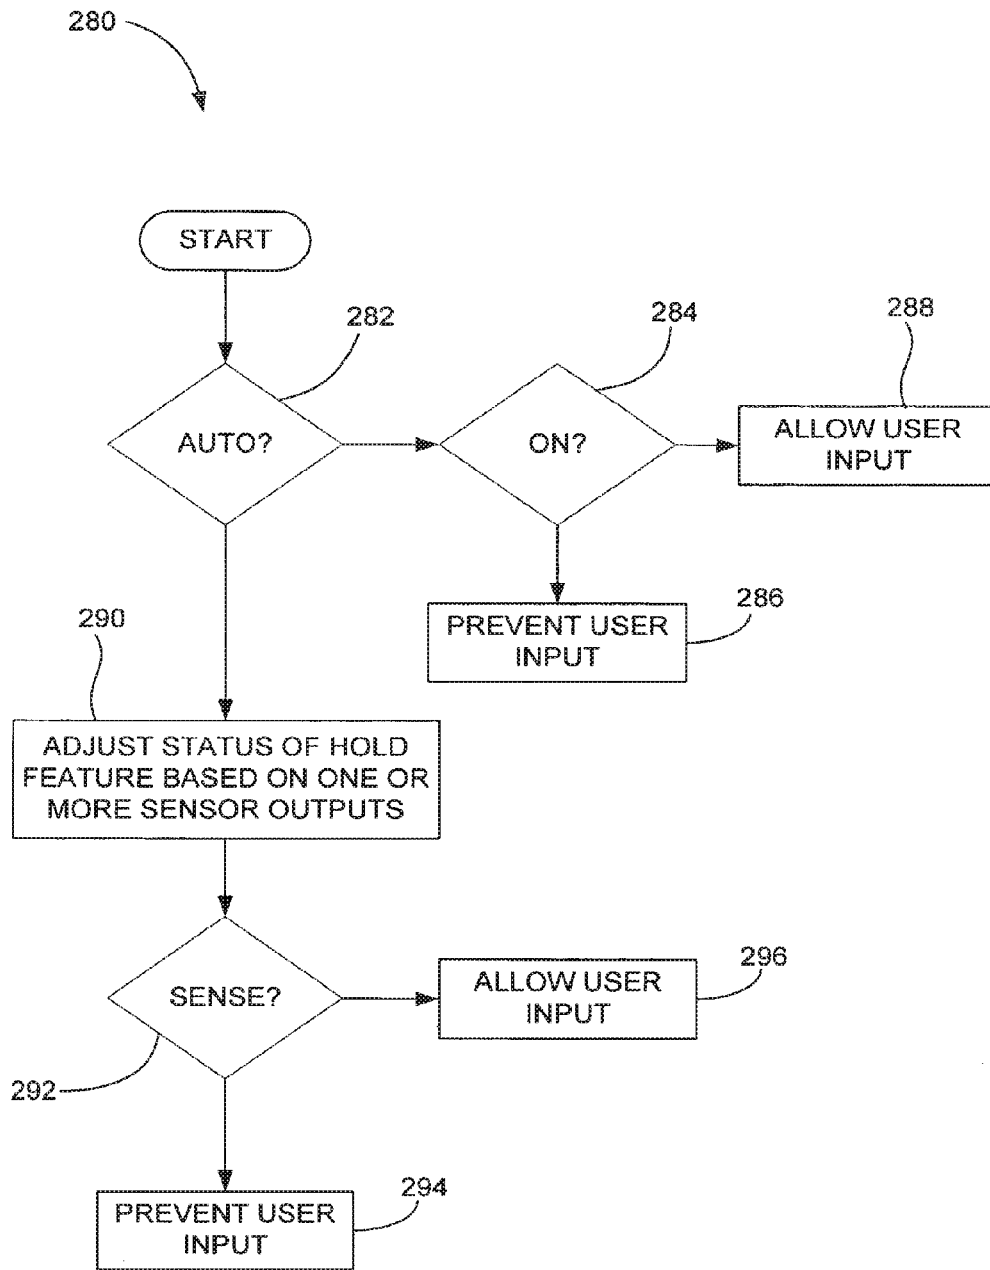 280
START
282
284
288
AUTO?
ON?
ALLOW USER
INPUT
286
PREVENT USER
INPUT
290
ADJUST STATUS OF HOLD
FEATURE BASED ON ONE OR
MORE SENSOR OUTPUTS
SENSE?
296
ALLOW USER
INPUT
292
294
PREVENT USER
INPUT